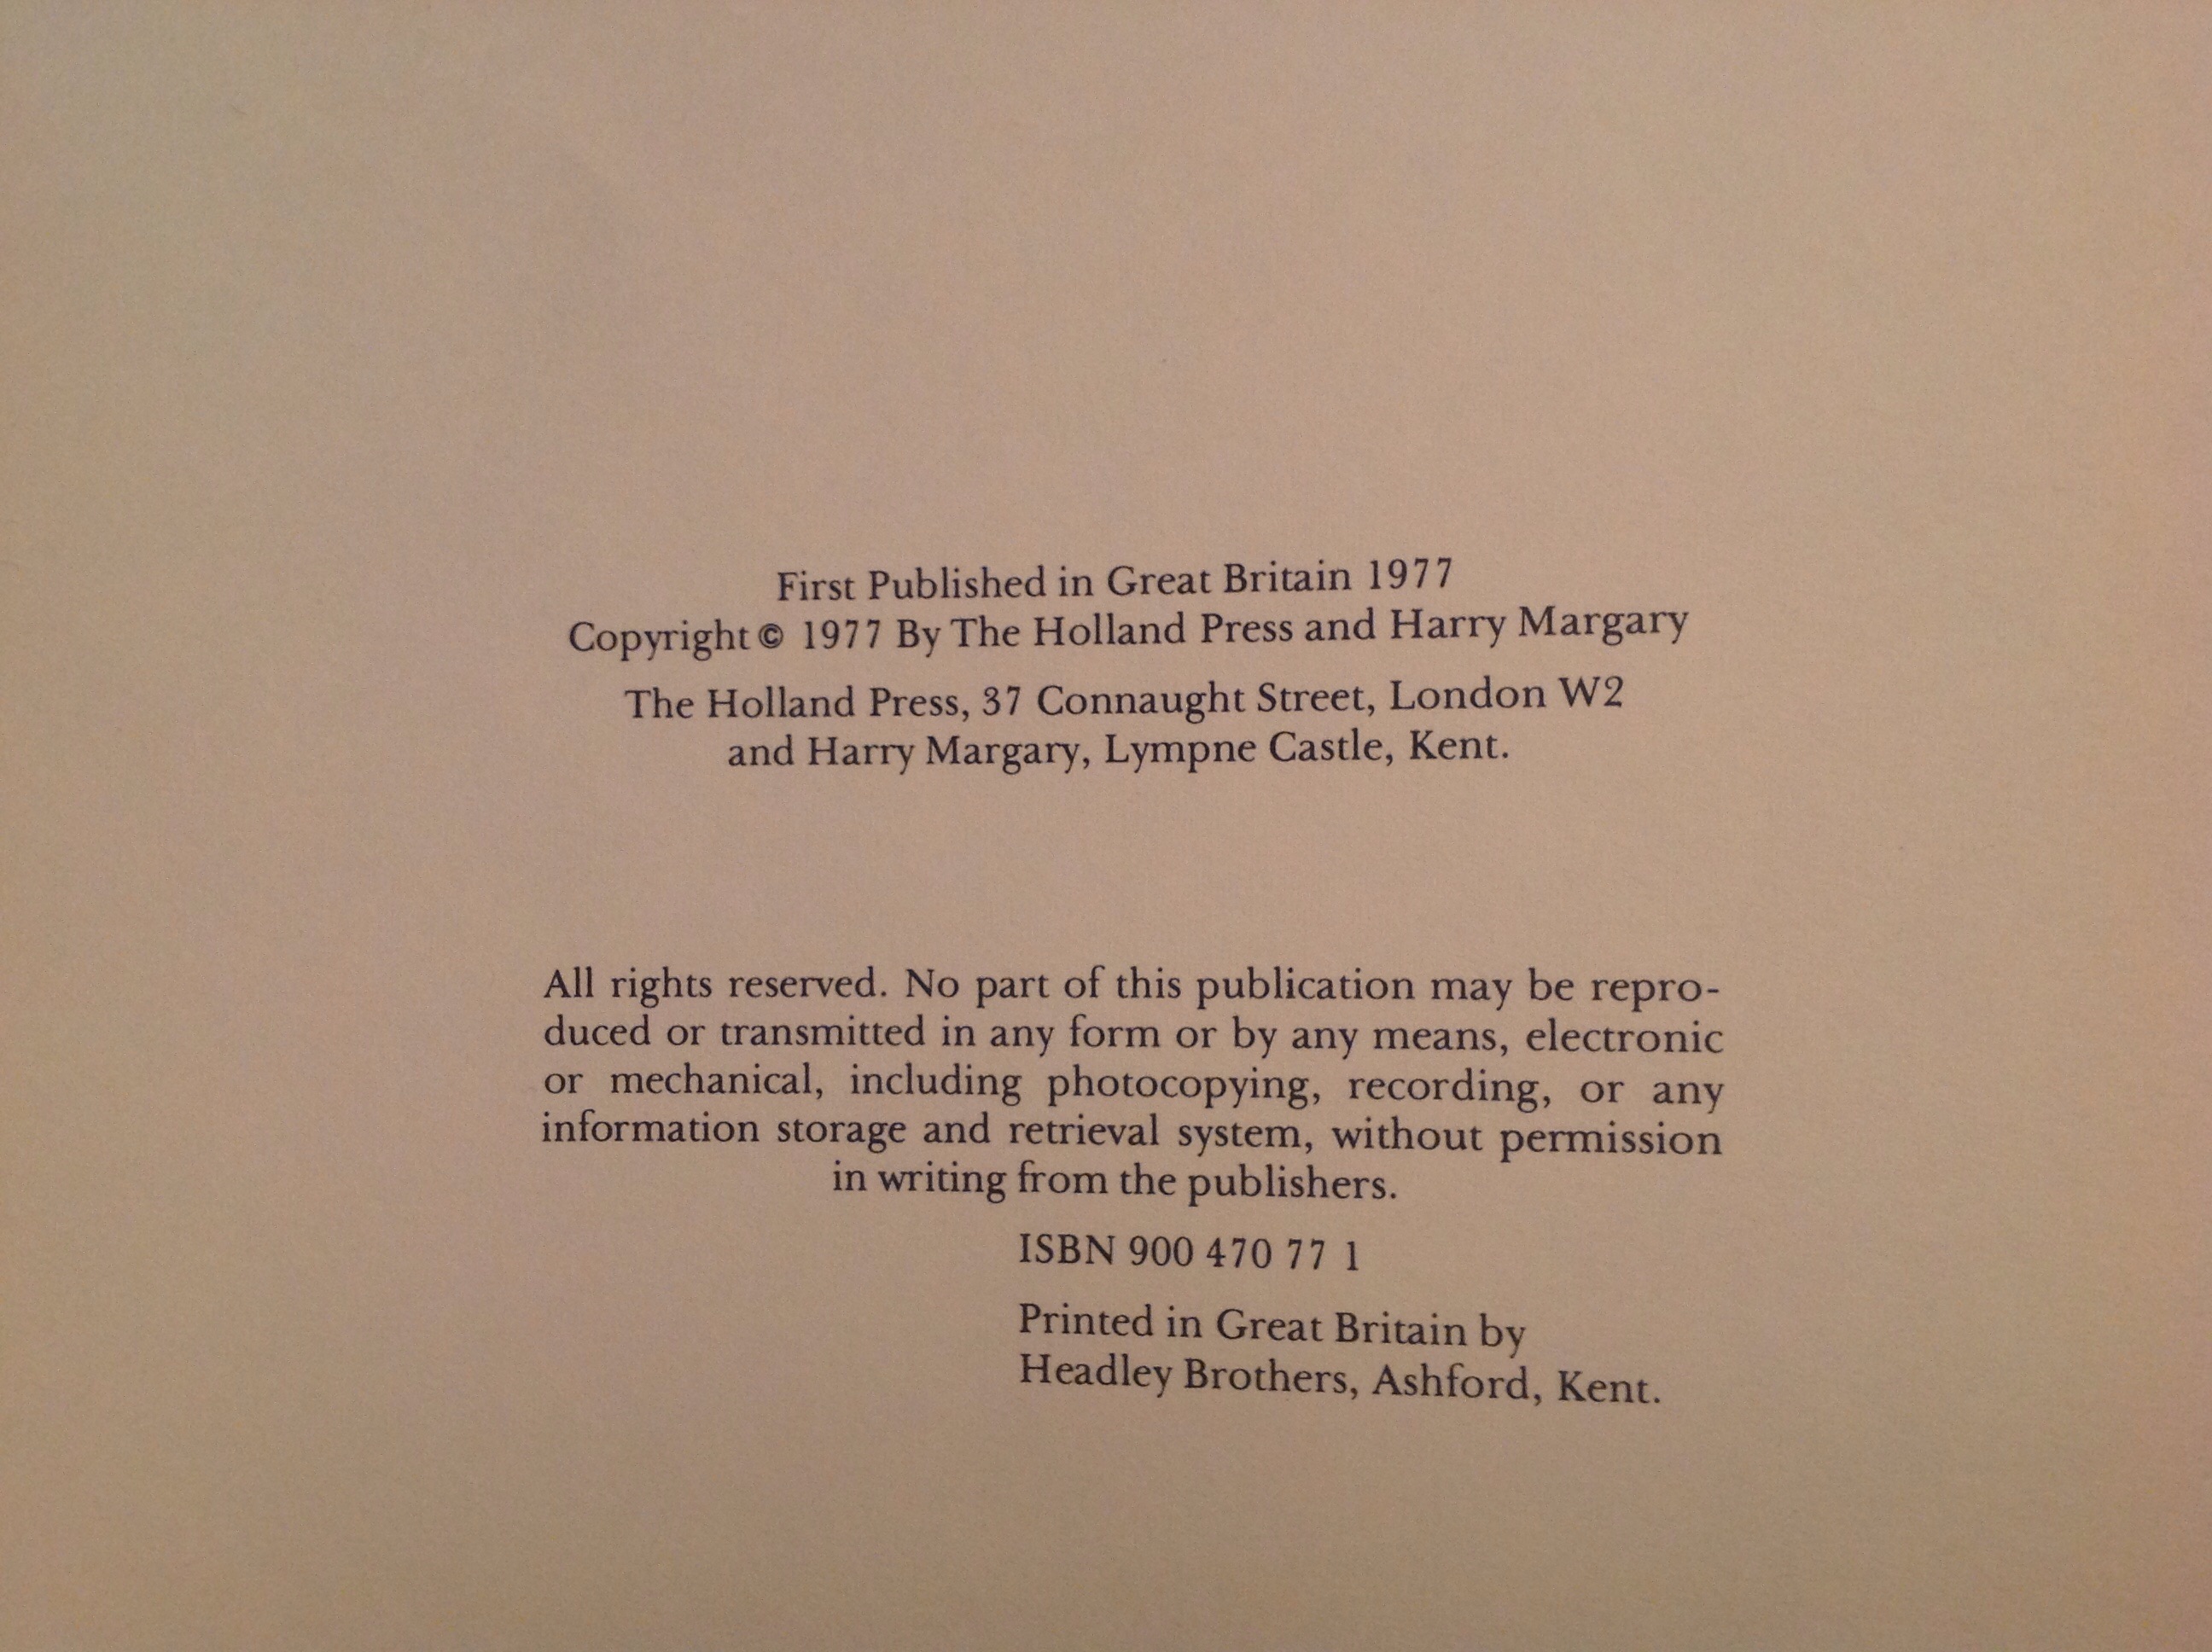 First Published in Great Britain 1977
Copyright © 1977 By The Holland Press and Harry Margary
The Holland Press, 37 Connaught Street, London W2
and Harry Margary, Lympne Castle, Kent.
All rights reserved. No part of this publication may be repro-
duced or transmitted in any form or by any means, electronic
or mechanical, including photocopying, recording, or any
information storage and retrieval system, without permission
in writing from the publishers.
ISBN 900 470 77 1
Printed in Great Britain by
Headley Brothers, Ashford, Kent.